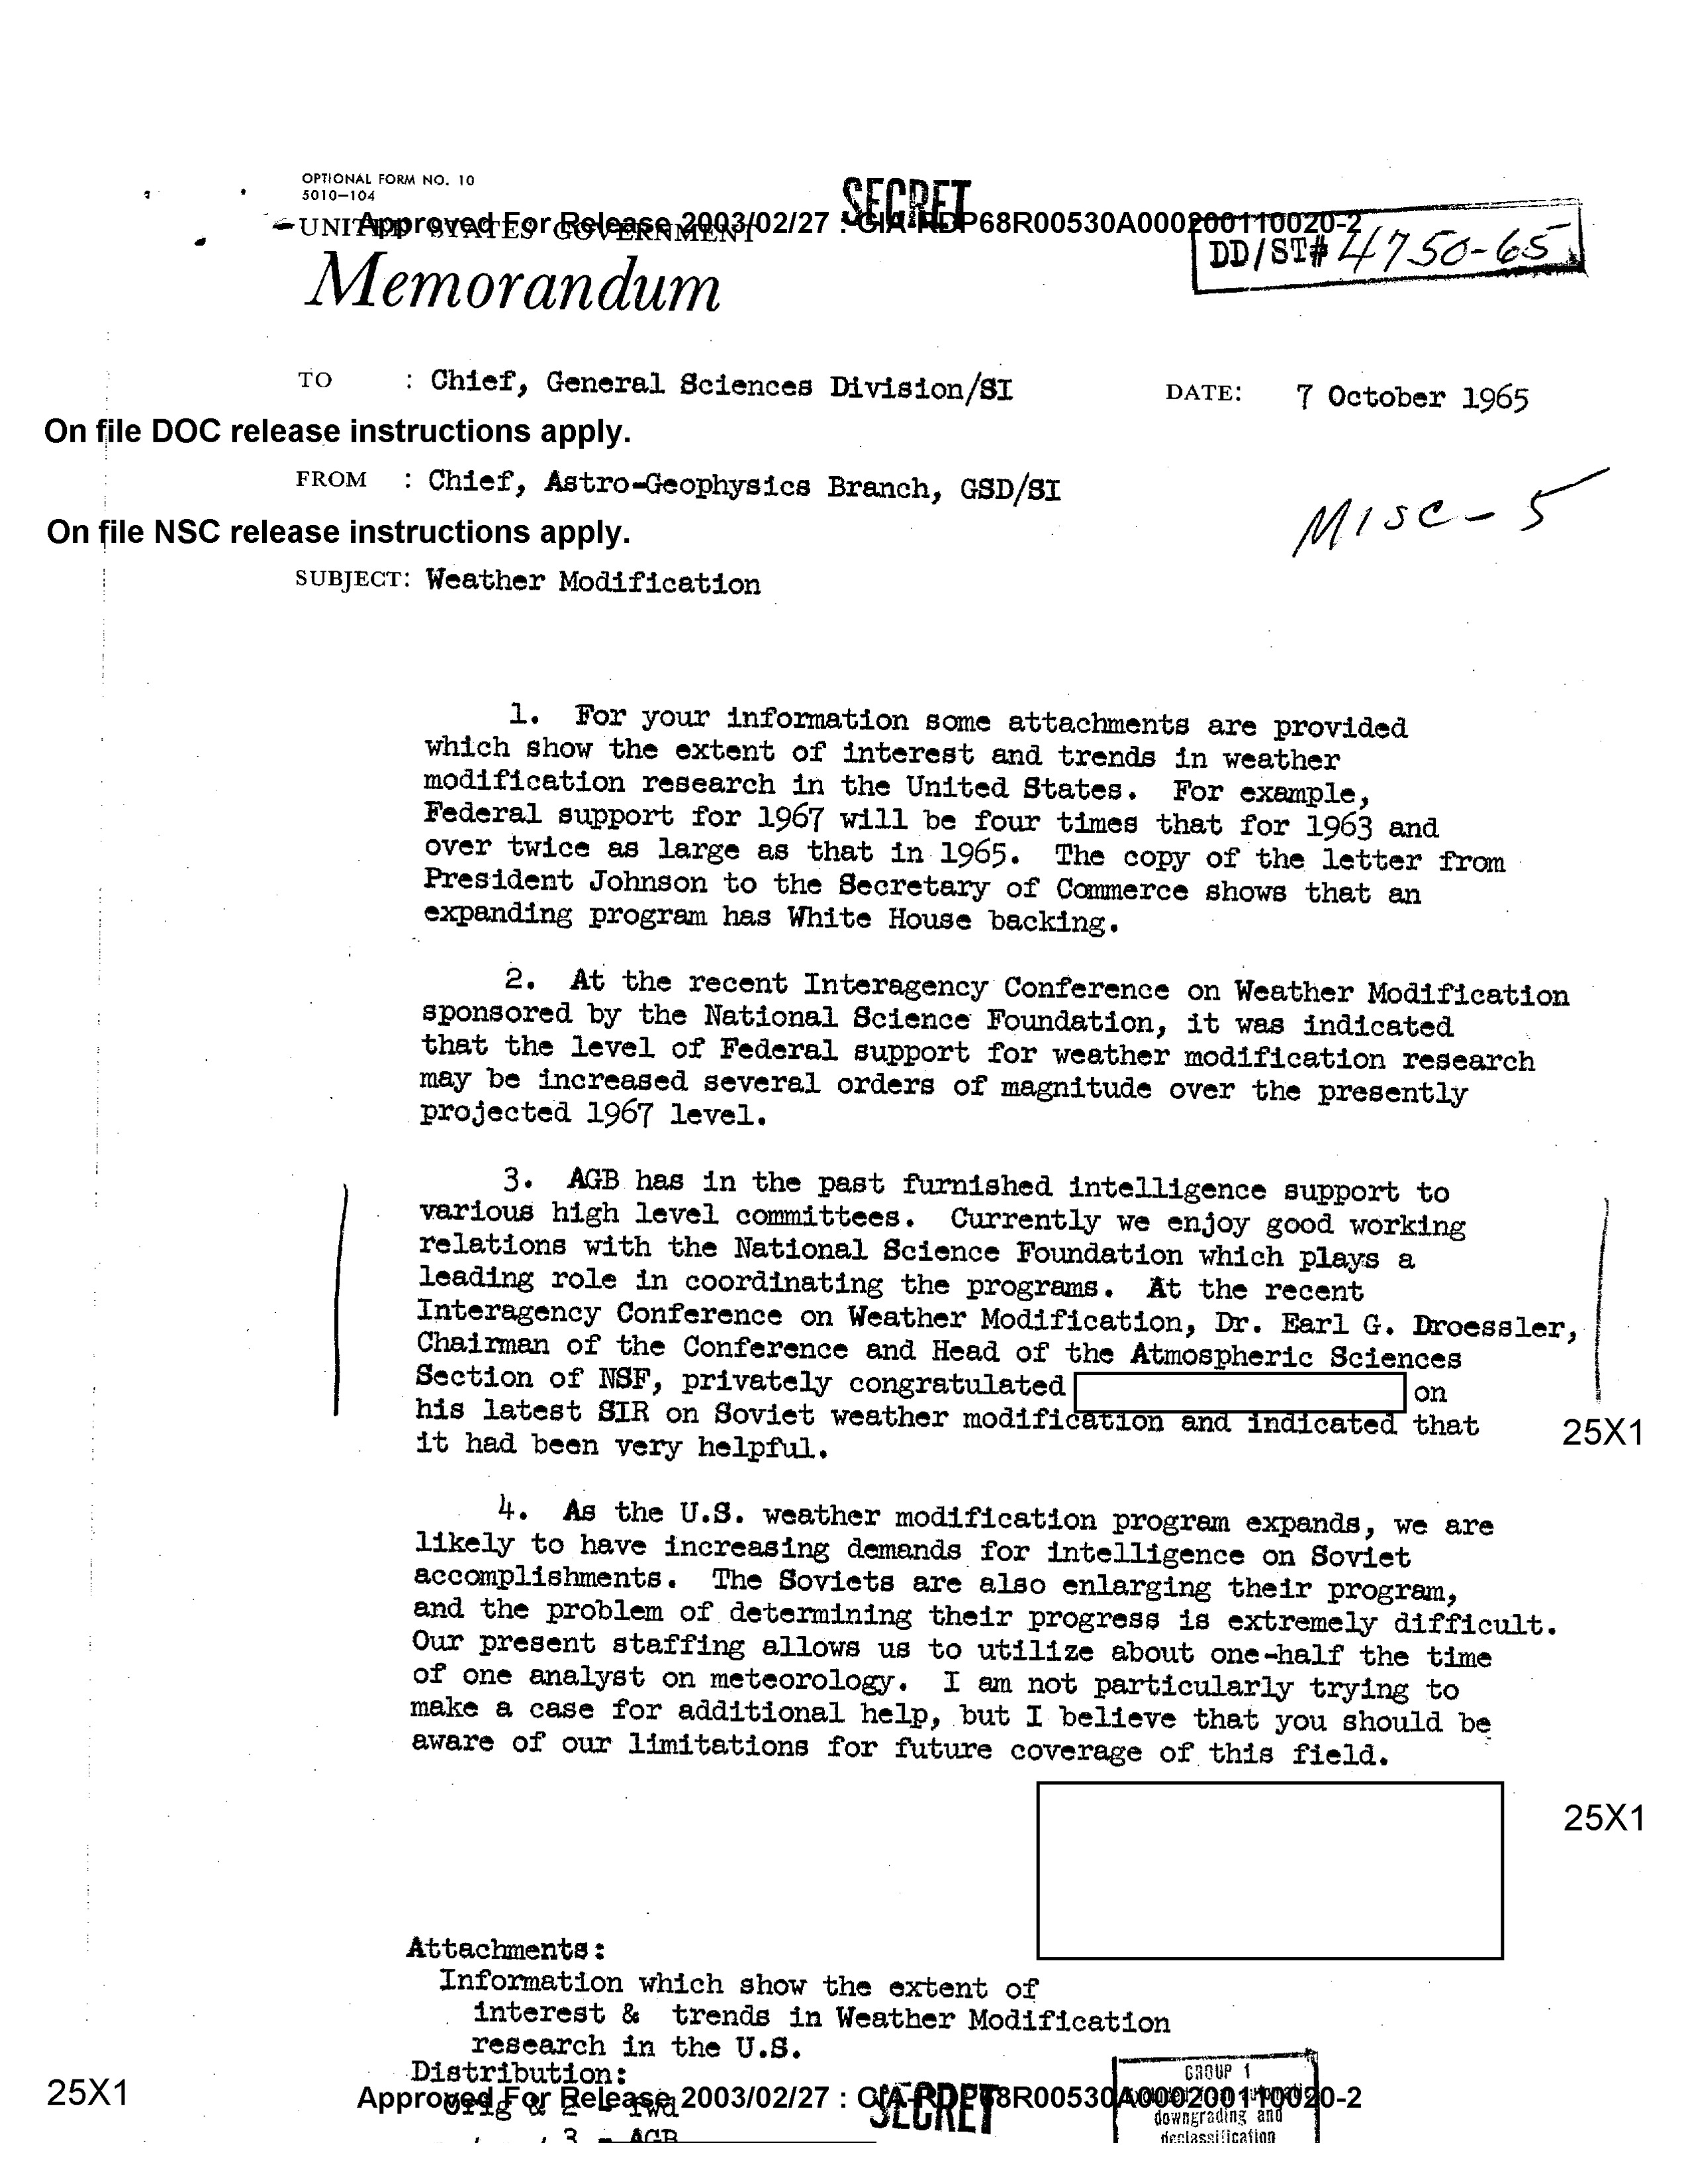 OPTIONAL FORM NO. 10
5010-104
SECRET
UNITED STATES GOVERNMENT
Approved For Release 2003/02/27 : CIA-RDP68R00530A000200110020-2
DD/ST# 4750-65
Memorandum
TO : Chief, General Sciences Division/SI
DATE: 7 October 1965
On file DOC release instructions apply.
FROM : Chief, Astro-Geophysics Branch, GSD/SI
MISC-5
On file NSC release instructions apply.
SUBJECT: Weather Modification
1. For your information some attachments are provided
which show the extent of interest and trends in weather
modification research in the United States. For example,
Federal support for 1967 will be four times that for 1963 and
over twice as large as that in 1965. The copy of the letter from
President Johnson to the Secretary of Commerce shows that an
expanding program has White House backing.
2. At the recent Interagency Conference on Weather Modification
sponsored by the National Science Foundation, it was indicated
that the level of Federal support for weather modification research
may be increased several orders of magnitude over the presently
projected 1967 level.
3. AGB has in the past furnished intelligence support to
various high level committees. Currently we enjoy good working
relations with the National Science Foundation which plays a
leading role in coordinating the programs. At the recent
Interagency Conference on Weather Modification, Dr. Earl G. Droessler,
Chairman of the Conference and Head of the Atmospheric Sciences
Section of NSF, privately congratulated on
his latest SIR on Soviet weather modification and indicated that
25X1
it had been very helpful.
4. As the U.S. weather modification program expands, we are
likely to have increasing demands for intelligence on Soviet
accomplishments. The Soviets are also enlarging their program,
and the problem of determining their progress is extremely difficult.
Our present staffing allows us to utilize about one-half the time
of one analyst on meteorology. I am not particularly trying to
make a case for additional help, but I believe that you should be
aware of our limitations for future coverage of this field.
25X1
Attachments:
Information which show the extent of
interest & trends in Weather Modification
research in the U.S.
Distribution:
GROUP 1
25X1
Approved For Release 2003/02/27 : CIA-RDP68R00530A000200110020-2
Orig & 2 - fwd
SECRET
Excluded from automatic
downgrading and
declassification
3 - AGB